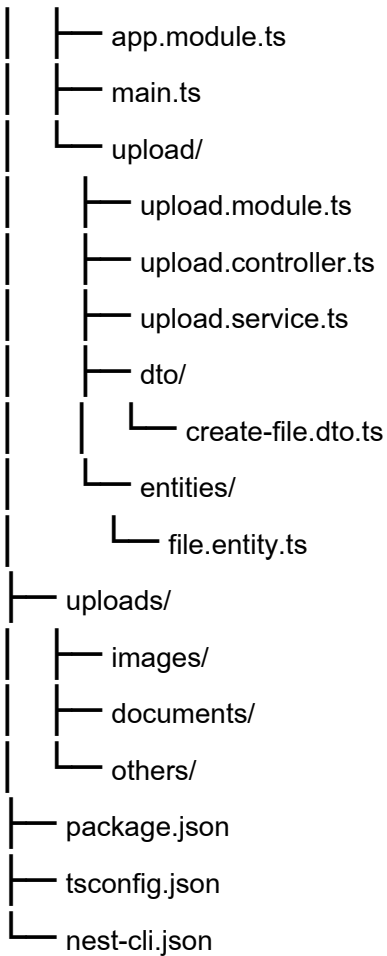 │   ├── app.module.ts
│   ├── main.ts
│   └── upload/
│       ├── upload.module.ts
│       ├── upload.controller.ts
│       ├── upload.service.ts
│       ├── dto/
│       │   └── create-file.dto.ts
│       └── entities/
│           └── file.entity.ts
├── uploads/
│   ├── images/
│   ├── documents/
│   └── others/
├── package.json
├── tsconfig.json
└── nest-cli.json